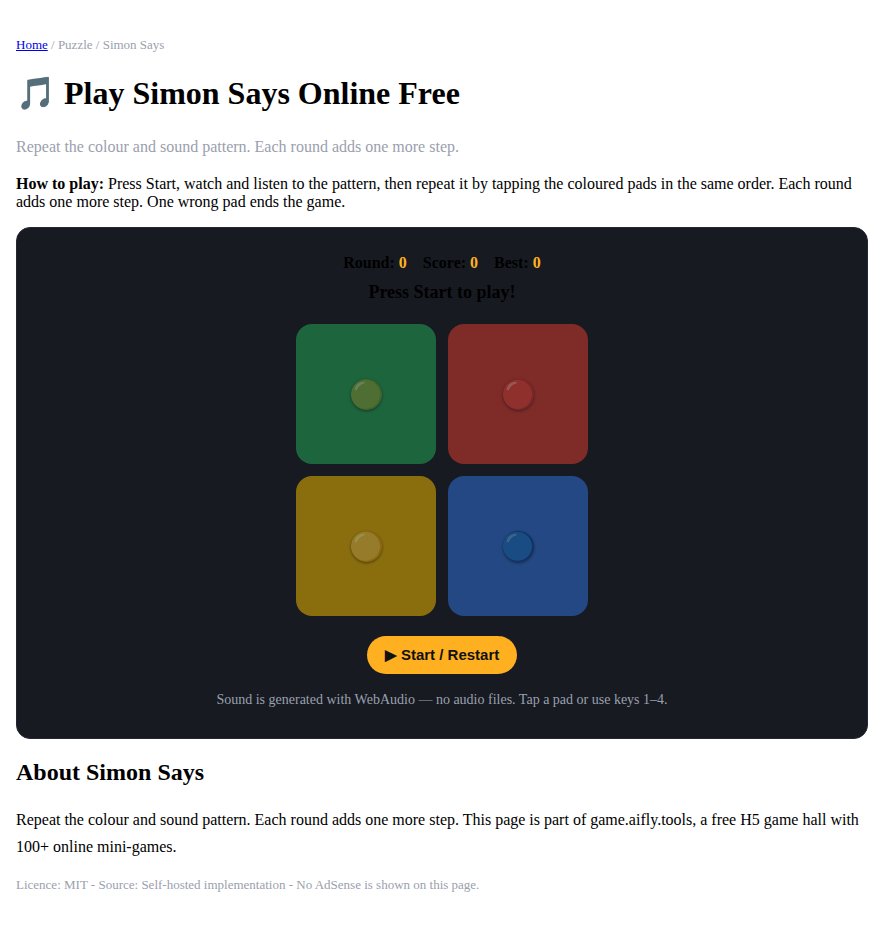 Home / Puzzle / Simon Says
🎵 Play Simon Says Online Free
Repeat the colour and sound pattern. Each round adds one more step.
How to play: Press Start, watch and listen to the pattern, then repeat it by tapping the coloured pads in the same order. Each round
adds one more step. One wrong pad ends the game.
Round: 0 Score: 0 Best: 0
Press Start to play!
▶ Start / Restart
Sound is generated with WebAudio — no audio files. Tap a pad or use keys 1–4.
About Simon Says
Repeat the colour and sound pattern. Each round adds one more step. This page is part of game.aifly.tools, a free H5 game hall with
100+ online mini-games.
Licence: MIT - Source: Self-hosted implementation - No AdSense is shown on this page.